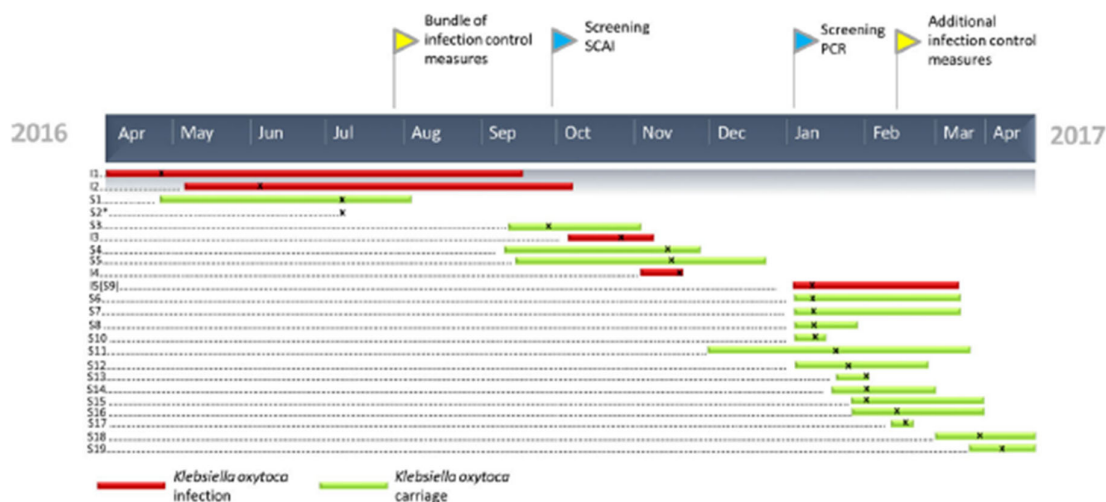 Bundle of
infection control
measures
Screening
SCAI
Screening
PCR
Additional
infection control
measures
2016
Apr May Jun Jul Aug Sep Oct Nov Dec Jan Feb Mar Apr
2017
I1
I2
S1
S2*
S3
I3
S4
S5
I4
I5[S9]
S6
S7
S8
S10
S11
S12
S13
S14
S15
S16
S17
S18
S19
Klebsiella oxytoca
infection
Klebsiella oxytoca
carriage